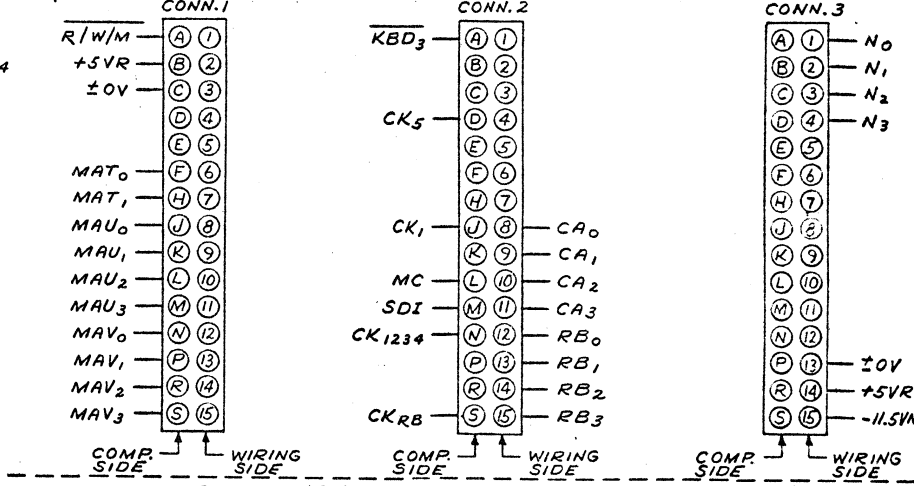 CONN.1 CONN.2 CONN.3
R/W/M A 1 KBD3 A 1 A 1 N0
4 +5VR B 2 B 2 B 2 N1
±0V C 3 C 3 C 3 N2
D 4 CK5 D 4 D 4 N3
E 5 E 5 E 5
MAT0 F 6 F 6 F 6
MAT1 H 7 H 7 H 7
MAU0 J 8 CK1 J 8 CA0 J 8
MAU1 K 9 K 9 CA1 K 9
MAU2 L 10 MC L 10 CA2 L 10
MAU3 M 11 SDI M 11 CA3 M 11
MAV0 N 12 CK1234 N 12 RB0 N 12
MAV1 P 13 P 13 RB1 P 13 ±0V
MAV2 R 14 R 14 RB2 R 14 +5VR
MAV3 S 15 CKRB S 15 RB3 S 15
COMP. SIDE WIRING SIDE COMP. SIDE WIRING SIDE COMP. SIDE WIRING SIDE